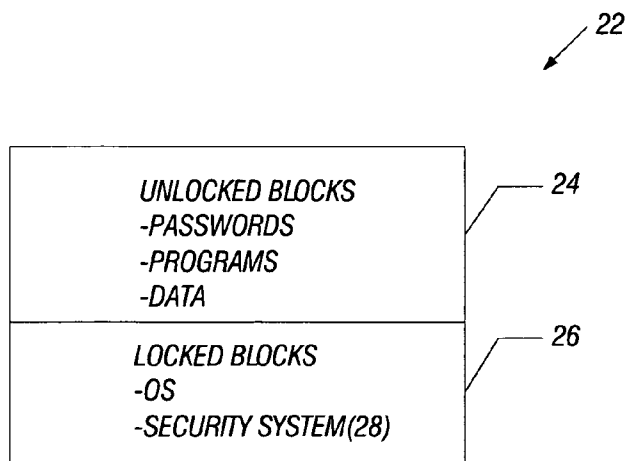 22
UNLOCKED BLOCKS
-PASSWORDS
-PROGRAMS
-DATA
24
LOCKED BLOCKS
-OS
-SECURITY SYSTEM(28)
26